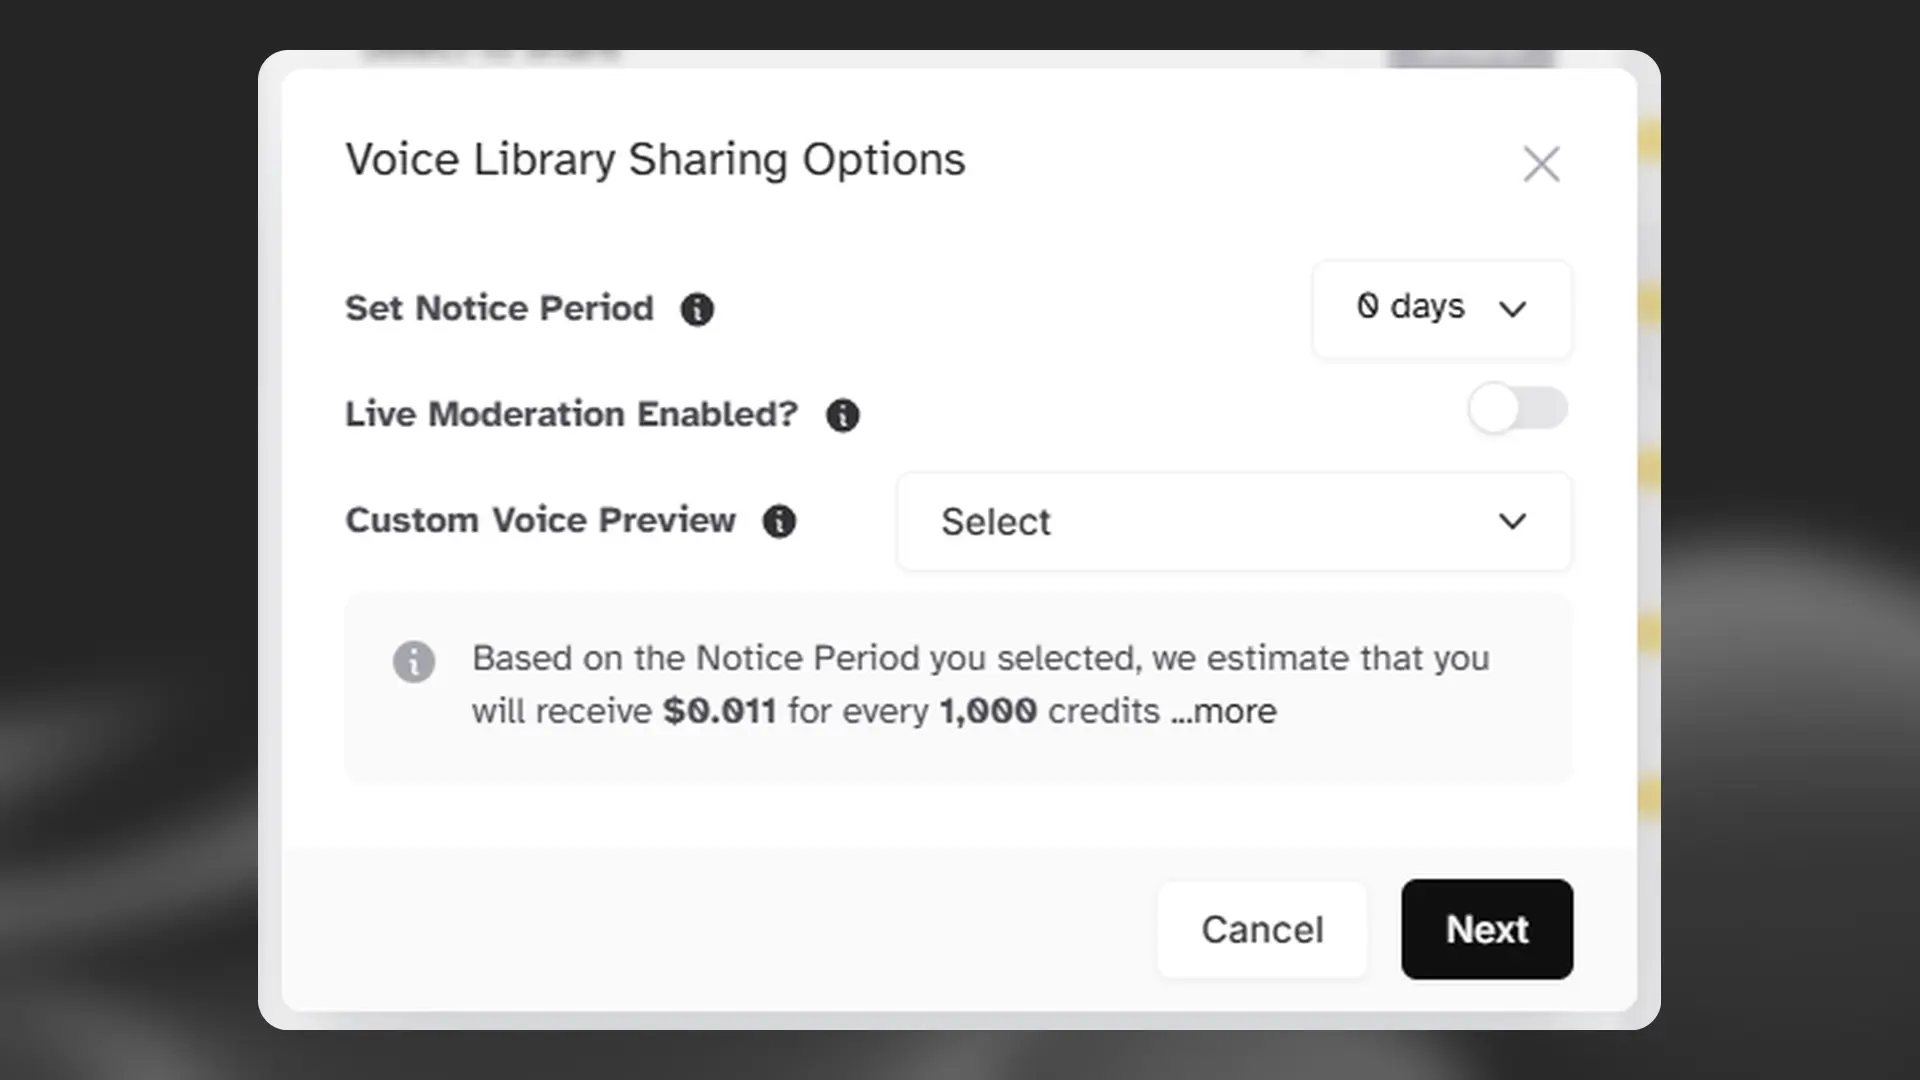 Voice Library Sharing Options
Set Notice Period
0 days
Live Moderation Enabled?
Custom Voice Preview
Select
Based on the Notice Period you selected, we estimate that you
will receive $0.011 for every 1,000 credits ...more
Cancel
Next